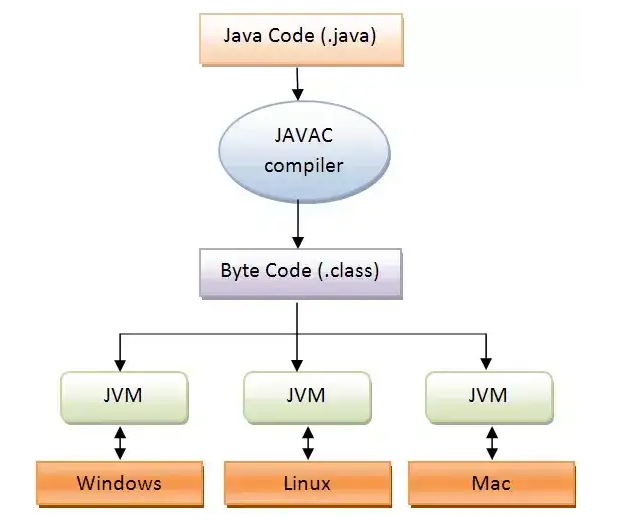 Java Code (.java)
JAVAC
compiler
Byte Code (.class)
JVM
JVM
JVM
Windows
Linux
Mac